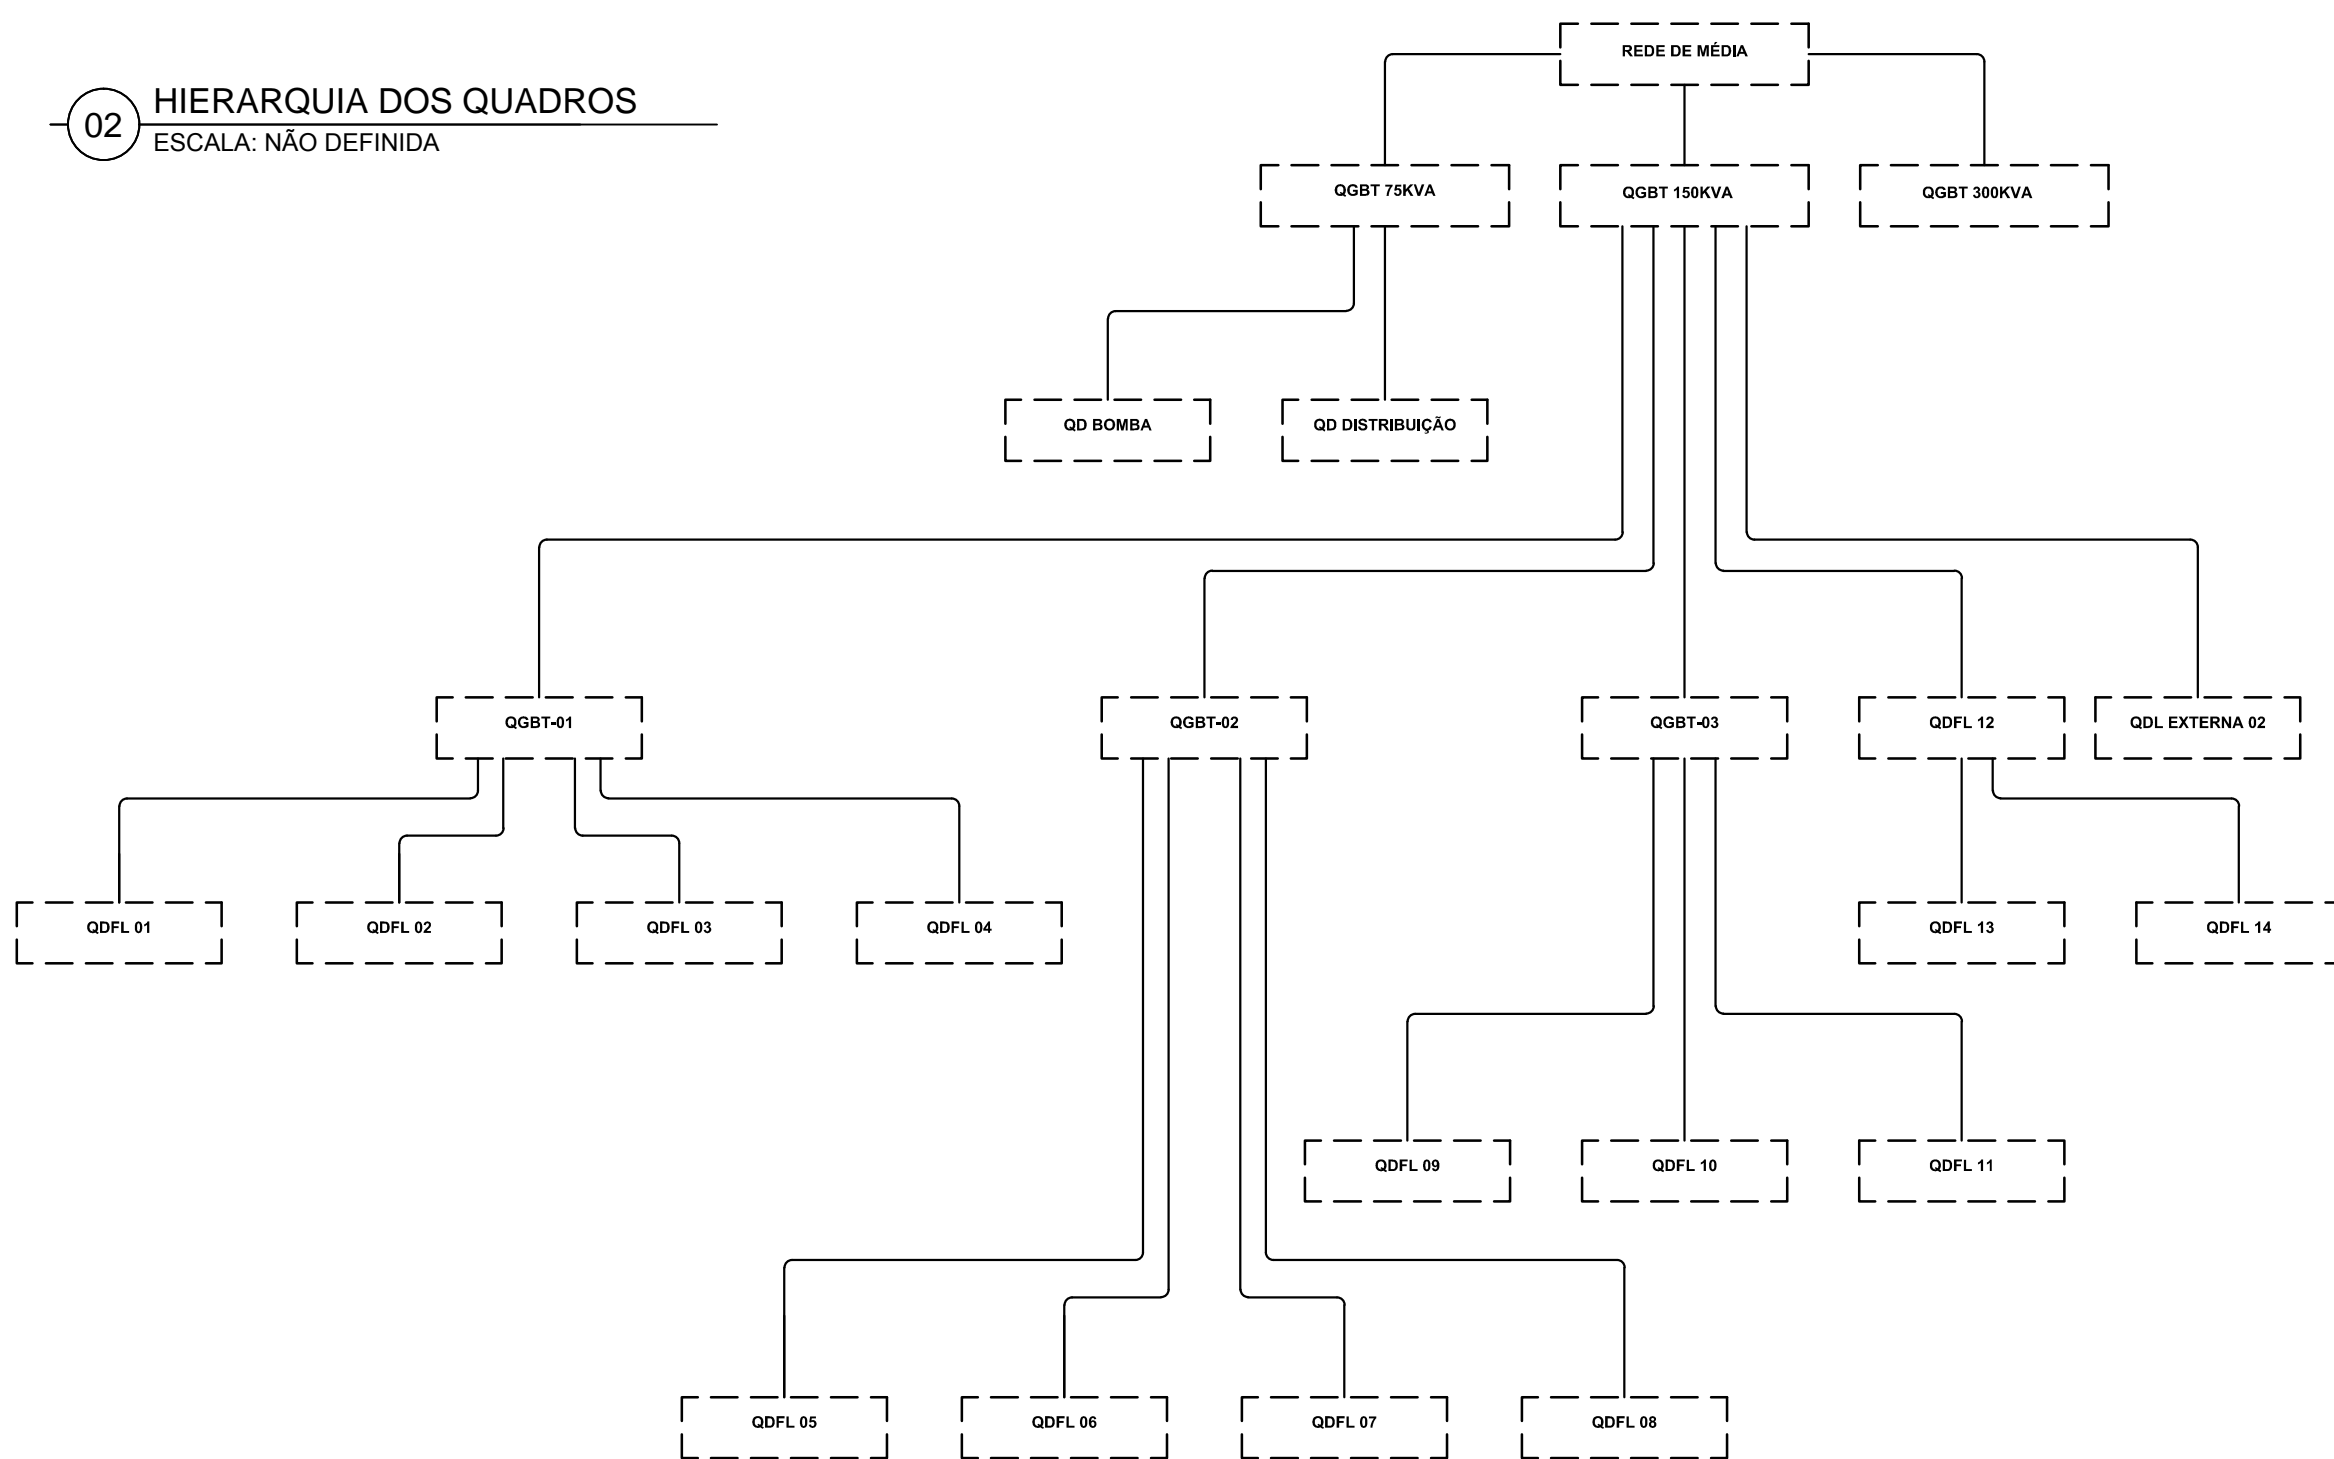 REDE DE MÉDIA
02
HIERARQUIA DOS QUADROS
ESCALA: NÃO DEFINIDA
QGBT 75KVA
QGBT 150KVA
QGBT 300KVA
QD BOMBA
QD DISTRIBUIÇÃO
QGBT-01
QGBT-02
QGBT-03
QDFL 12
QDL EXTERNA 02
QDFL 01
QDFL 02
QDFL 03
QDFL 04
QDFL 13
QDFL 14
QDFL 09
QDFL 10
QDFL 11
QDFL 05
QDFL 06
QDFL 07
QDFL 08